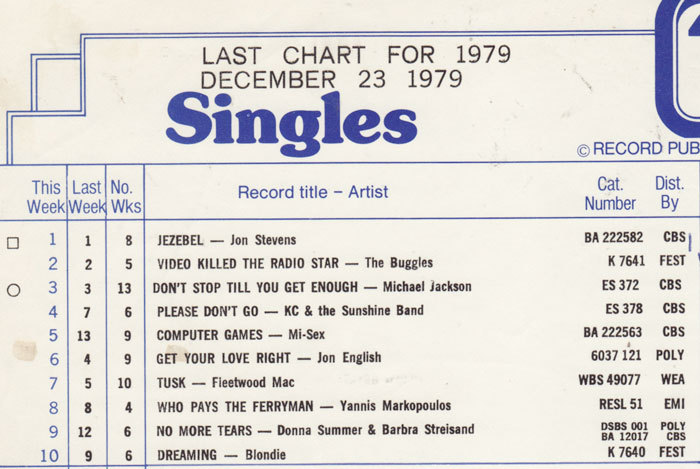 LAST CHART FOR 1979
DECEMBER 23 1979
Singles
© RECORD PUB
This Week Last Week No. Wks Record title – Artist Cat. Number Dist. By
1 1 8 JEZEBEL — Jon Stevens BA 222582 CBS
2 2 5 VIDEO KILLED THE RADIO STAR — The Buggles K 7641 FEST
3 3 13 DON'T STOP TILL YOU GET ENOUGH — Michael Jackson ES 372 CBS
4 7 6 PLEASE DON'T GO — KC & the Sunshine Band ES 378 CBS
5 13 9 COMPUTER GAMES — Mi-Sex BA 222563 CBS
6 4 9 GET YOUR LOVE RIGHT — Jon English 6037 121 POLY
7 5 10 TUSK — Fleetwood Mac WBS 49077 WEA
8 8 4 WHO PAYS THE FERRYMAN — Yannis Markopoulos RESL 51 EMI
9 12 6 NO MORE TEARS — Donna Summer & Barbra Streisand DSBS 001 POLY
BA 12017 CBS
10 9 6 DREAMING — Blondie K 7640 FEST